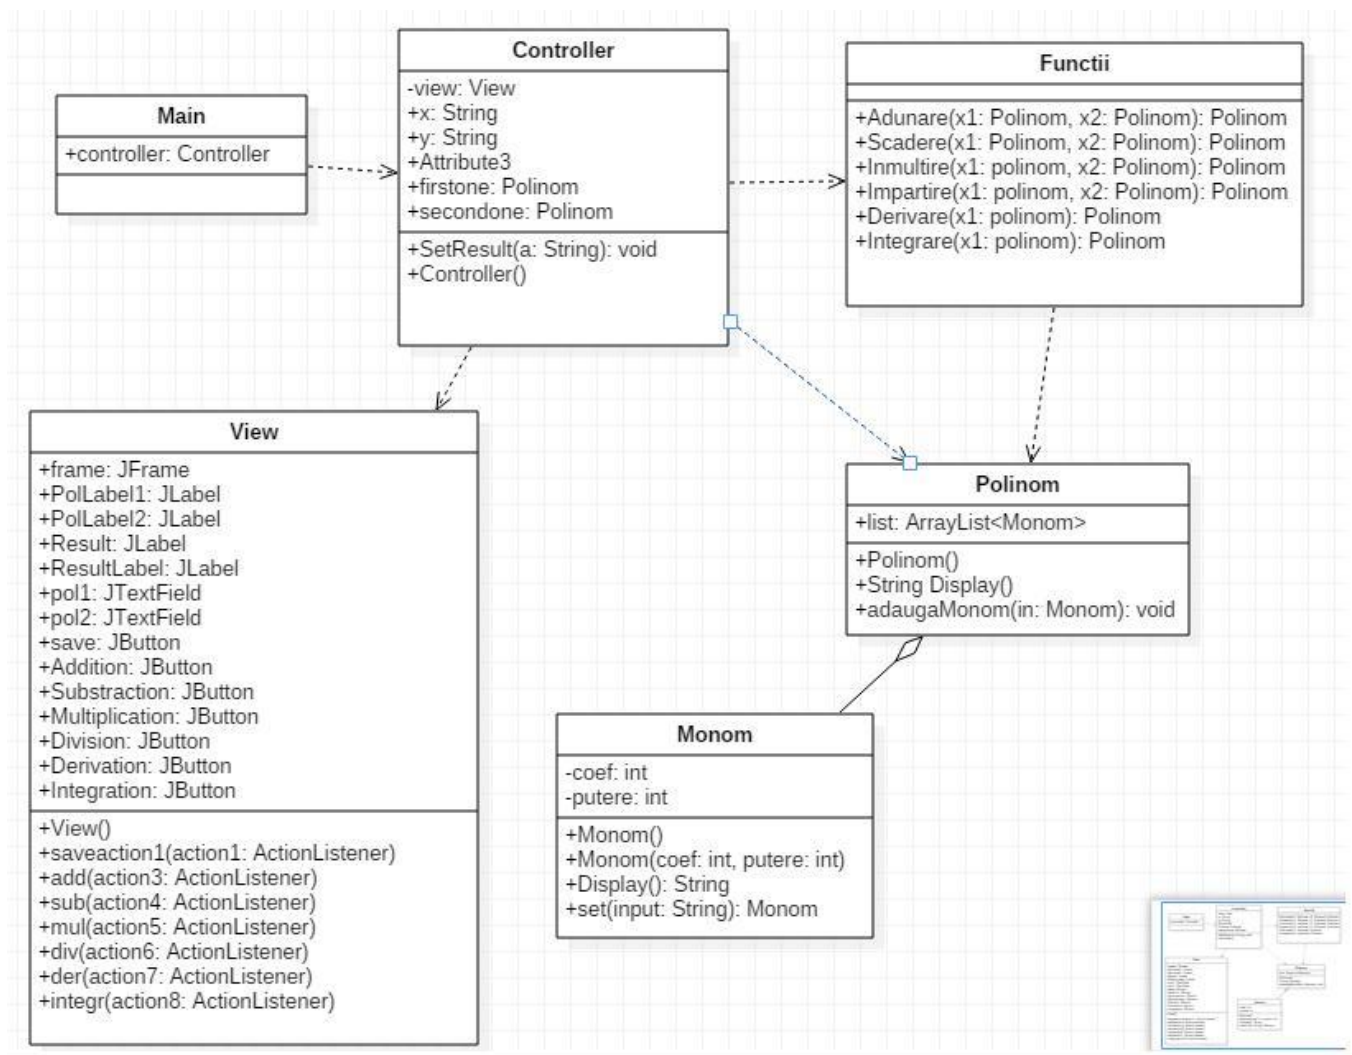 Main
+controller: Controller
Controller
-view: View
+x: String
+y: String
+Attribute3
+firstone: Polinom
+secondone: Polinom
+SetResult(a: String): void
+Controller()
Functii
+Adunare(x1: Polinom, x2: Polinom): Polinom
+Scadere(x1: Polinom, x2: Polinom): Polinom
+Inmultire(x1: polinom, x2: Polinom): Polinom
+Impartire(x1: polinom, x2: Polinom): Polinom
+Derivare(x1: polinom): Polinom
+Integrare(x1: polinom): Polinom
View
+frame: JFrame
+PolLabel1: JLabel
+PolLabel2: JLabel
+Result: JLabel
+ResultLabel: JLabel
+pol1: JTextField
+pol2: JTextField
+save: JButton
+Addition: JButton
+Substraction: JButton
+Multiplication: JButton
+Division: JButton
+Derivation: JButton
+Integration: JButton
+View()
+saveaction1(action1: ActionListener)
+add(action3: ActionListener)
+sub(action4: ActionListener)
+mul(action5: ActionListener)
+div(action6: ActionListener)
+der(action7: ActionListener)
+integr(action8: ActionListener)
Polinom
+list: ArrayList<Monom>
+Polinom()
+String Display()
+adaugaMonom(in: Monom): void
Monom
-coef: int
-putere: int
+Monom()
+Monom(coef: int, putere: int)
+Display(): String
+set(input: String): Monom